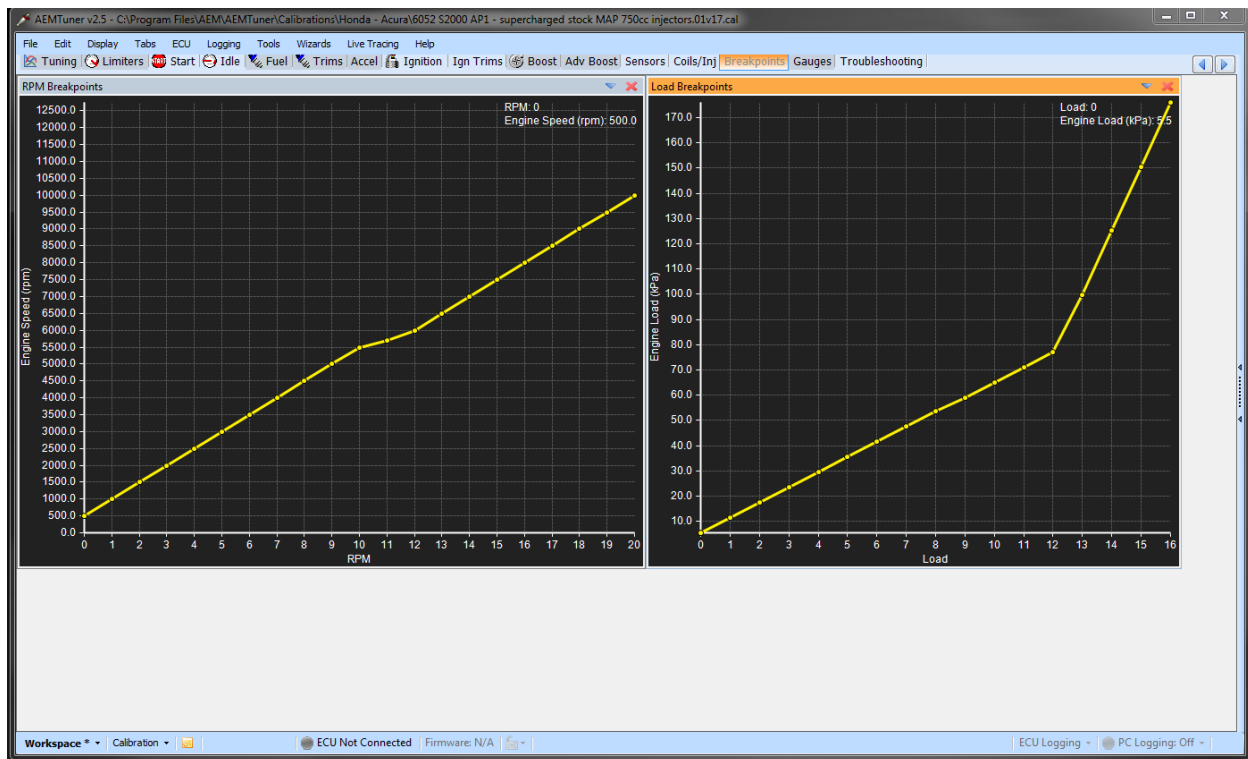 AEMTuner v2.5 - C:\Program Files\AEM\AEMTuner\Calibrations\Honda - Acura\6052 S2000 AP1 - supercharged stock MAP 750cc injectors.01v17.cal
File Edit Display Tabs ECU Logging Tools Wizards Live Tracing Help
Tuning Limiters START Start Idle Fuel Trims Accel Ignition Ign Trims Boost Adv Boost Sensors Coils/Inj Breakpoints Gauges Troubleshooting
RPM Breakpoints
RPM: 0
Engine Speed (rpm): 500.0
12500.0
12000.0
11500.0
11000.0
10500.0
10000.0
9500.0
9000.0
8500.0
8000.0
7500.0
7000.0
6500.0
6000.0
5500.0
5000.0
4500.0
4000.0
3500.0
3000.0
2500.0
2000.0
1500.0
1000.0
500.0
0.0
Engine Speed (rpm)
0 1 2 3 4 5 6 7 8 9 10 11 12 13 14 15 16 17 18 19 20
RPM
Load Breakpoints
Load: 0
Engine Load (kPa): 5.5
170.0
160.0
150.0
140.0
130.0
120.0
110.0
100.0
90.0
80.0
70.0
60.0
50.0
40.0
30.0
20.0
10.0
Engine Load (kPa)
0 1 2 3 4 5 6 7 8 9 10 11 12 13 14 15 16
Load
Workspace * Calibration ECU Not Connected Firmware: N/A ECU Logging PC Logging: Off